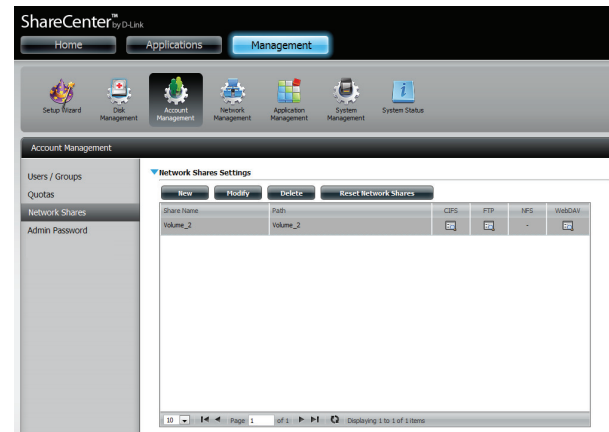 ShareCenter™ by D-Link
Home Applications Management
Setup Wizard Disk Management Account Management Network Management Application Management System Management System Status
Account Management
Users / Groups
Quotas
Network Shares
Admin Password
Network Shares Settings
New Modify Delete Reset Network Shares
Share Name Path CIFS FTP NFS WebDAV
Volume_2 Volume_2 -
10 Page 1 of 1 Displaying 1 to 1 of 1 items